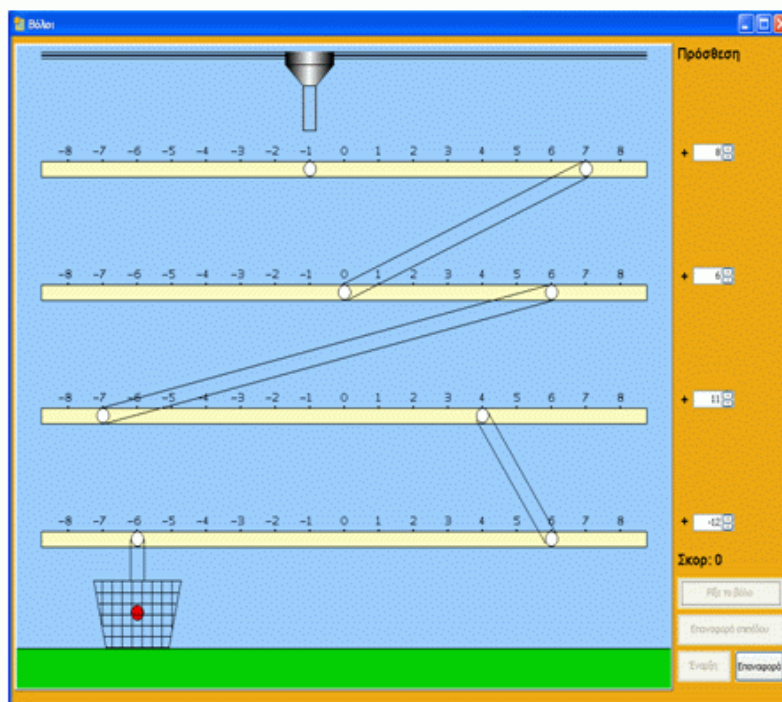 Βόλοι
Πρόσθεση
-8 -7 -6 -5 -4 -3 -2 -1 0 1 2 3 4 5 6 7 8
+ 8
-8 -7 -6 -5 -4 -3 -2 -1 0 1 2 3 4 5 6 7 8
+ 6
-8 -7 -6 -5 -4 -3 -2 -1 0 1 2 3 4 5 6 7 8
+ 11
-8 -7 -6 -5 -4 -3 -2 -1 0 1 2 3 4 5 6 7 8
+ -12
Σκορ: 0
Ρίξε το βόλο
Επαναφορά επιπέδου
Έναρξη
Επαναφορά